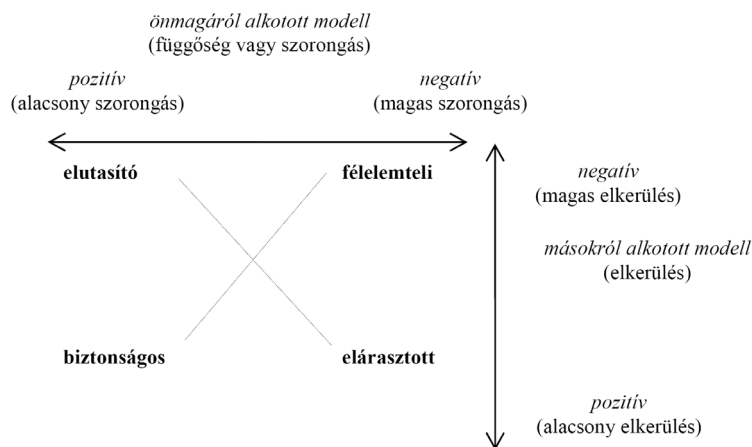 önmagáról alkotott modell
(függőség vagy szorongás)
pozitív
(alacsony szorongás)
negatív
(magas szorongás)
elutasító
félelemteli
negatív
(magas elkerülés)
másokról alkotott modell
(elkerülés)
biztonságos
elárasztott
pozitív
(alacsony elkerülés)